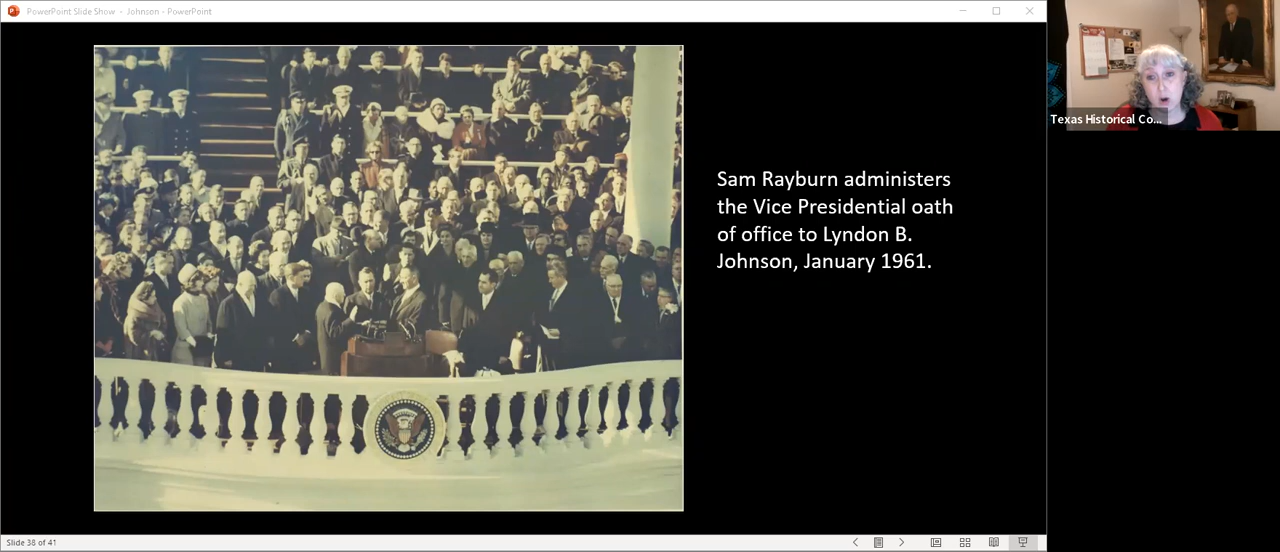 PowerPoint Slide Show - Johnson - PowerPoint
Texas Historical Co...
Sam Rayburn administers
the Vice Presidential oath
of office to Lyndon B.
Johnson, January 1961.
Slide 38 of 41